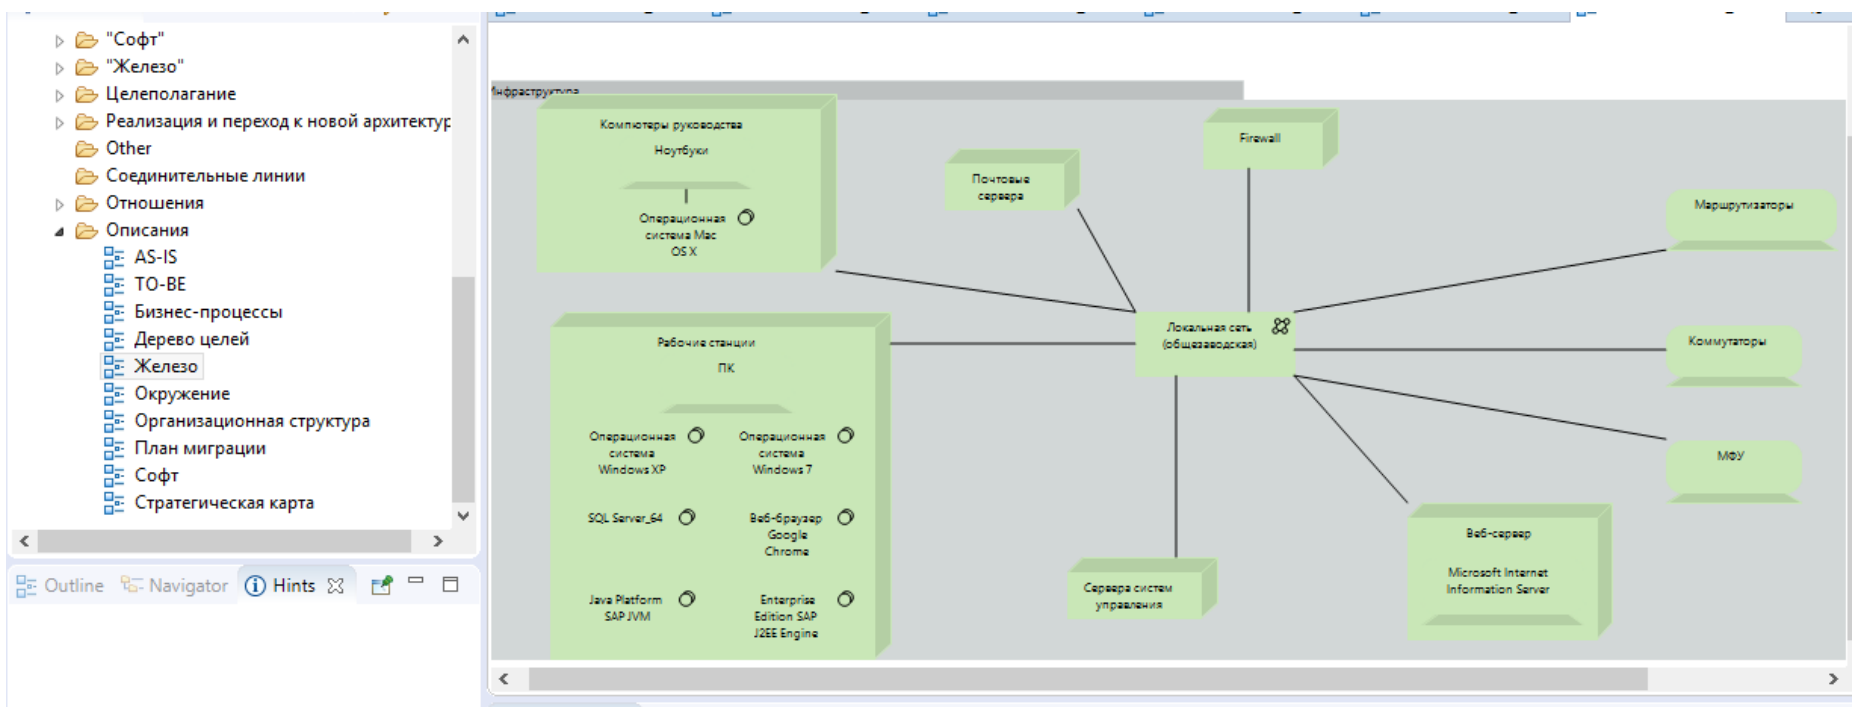 "Софт"
"Железо"
Целеполагание
Реализация и переход к новой архитектур
Other
Соединительные линии
Отношения
Описания
AS-IS
TO-BE
Бизнес-процессы
Дерево целей
Железо
Окружение
Организационная структура
План миграции
Софт
Стратегическая карта
Outline
Navigator
Hints
Инфраструктура
Компютеры руководства
Ноутбуки
Операционная
система Mac
OS X
Почтовые
сервера
Firewall
Маршрутизаторы
Локальная сеть
(общезаводская)
Коммутаторы
МФУ
Рабочие станции
ПК
Операционная
система
Windows XP
Операционная
система
Windows 7
SQL Server_64
Веб-браузер
Google
Chrome
Java Platform
SAP JVM
Enterprise
Edition SAP
J2EE Engine
Сервера систем
управления
Веб-сервер
Microsoft Internet
Information Server